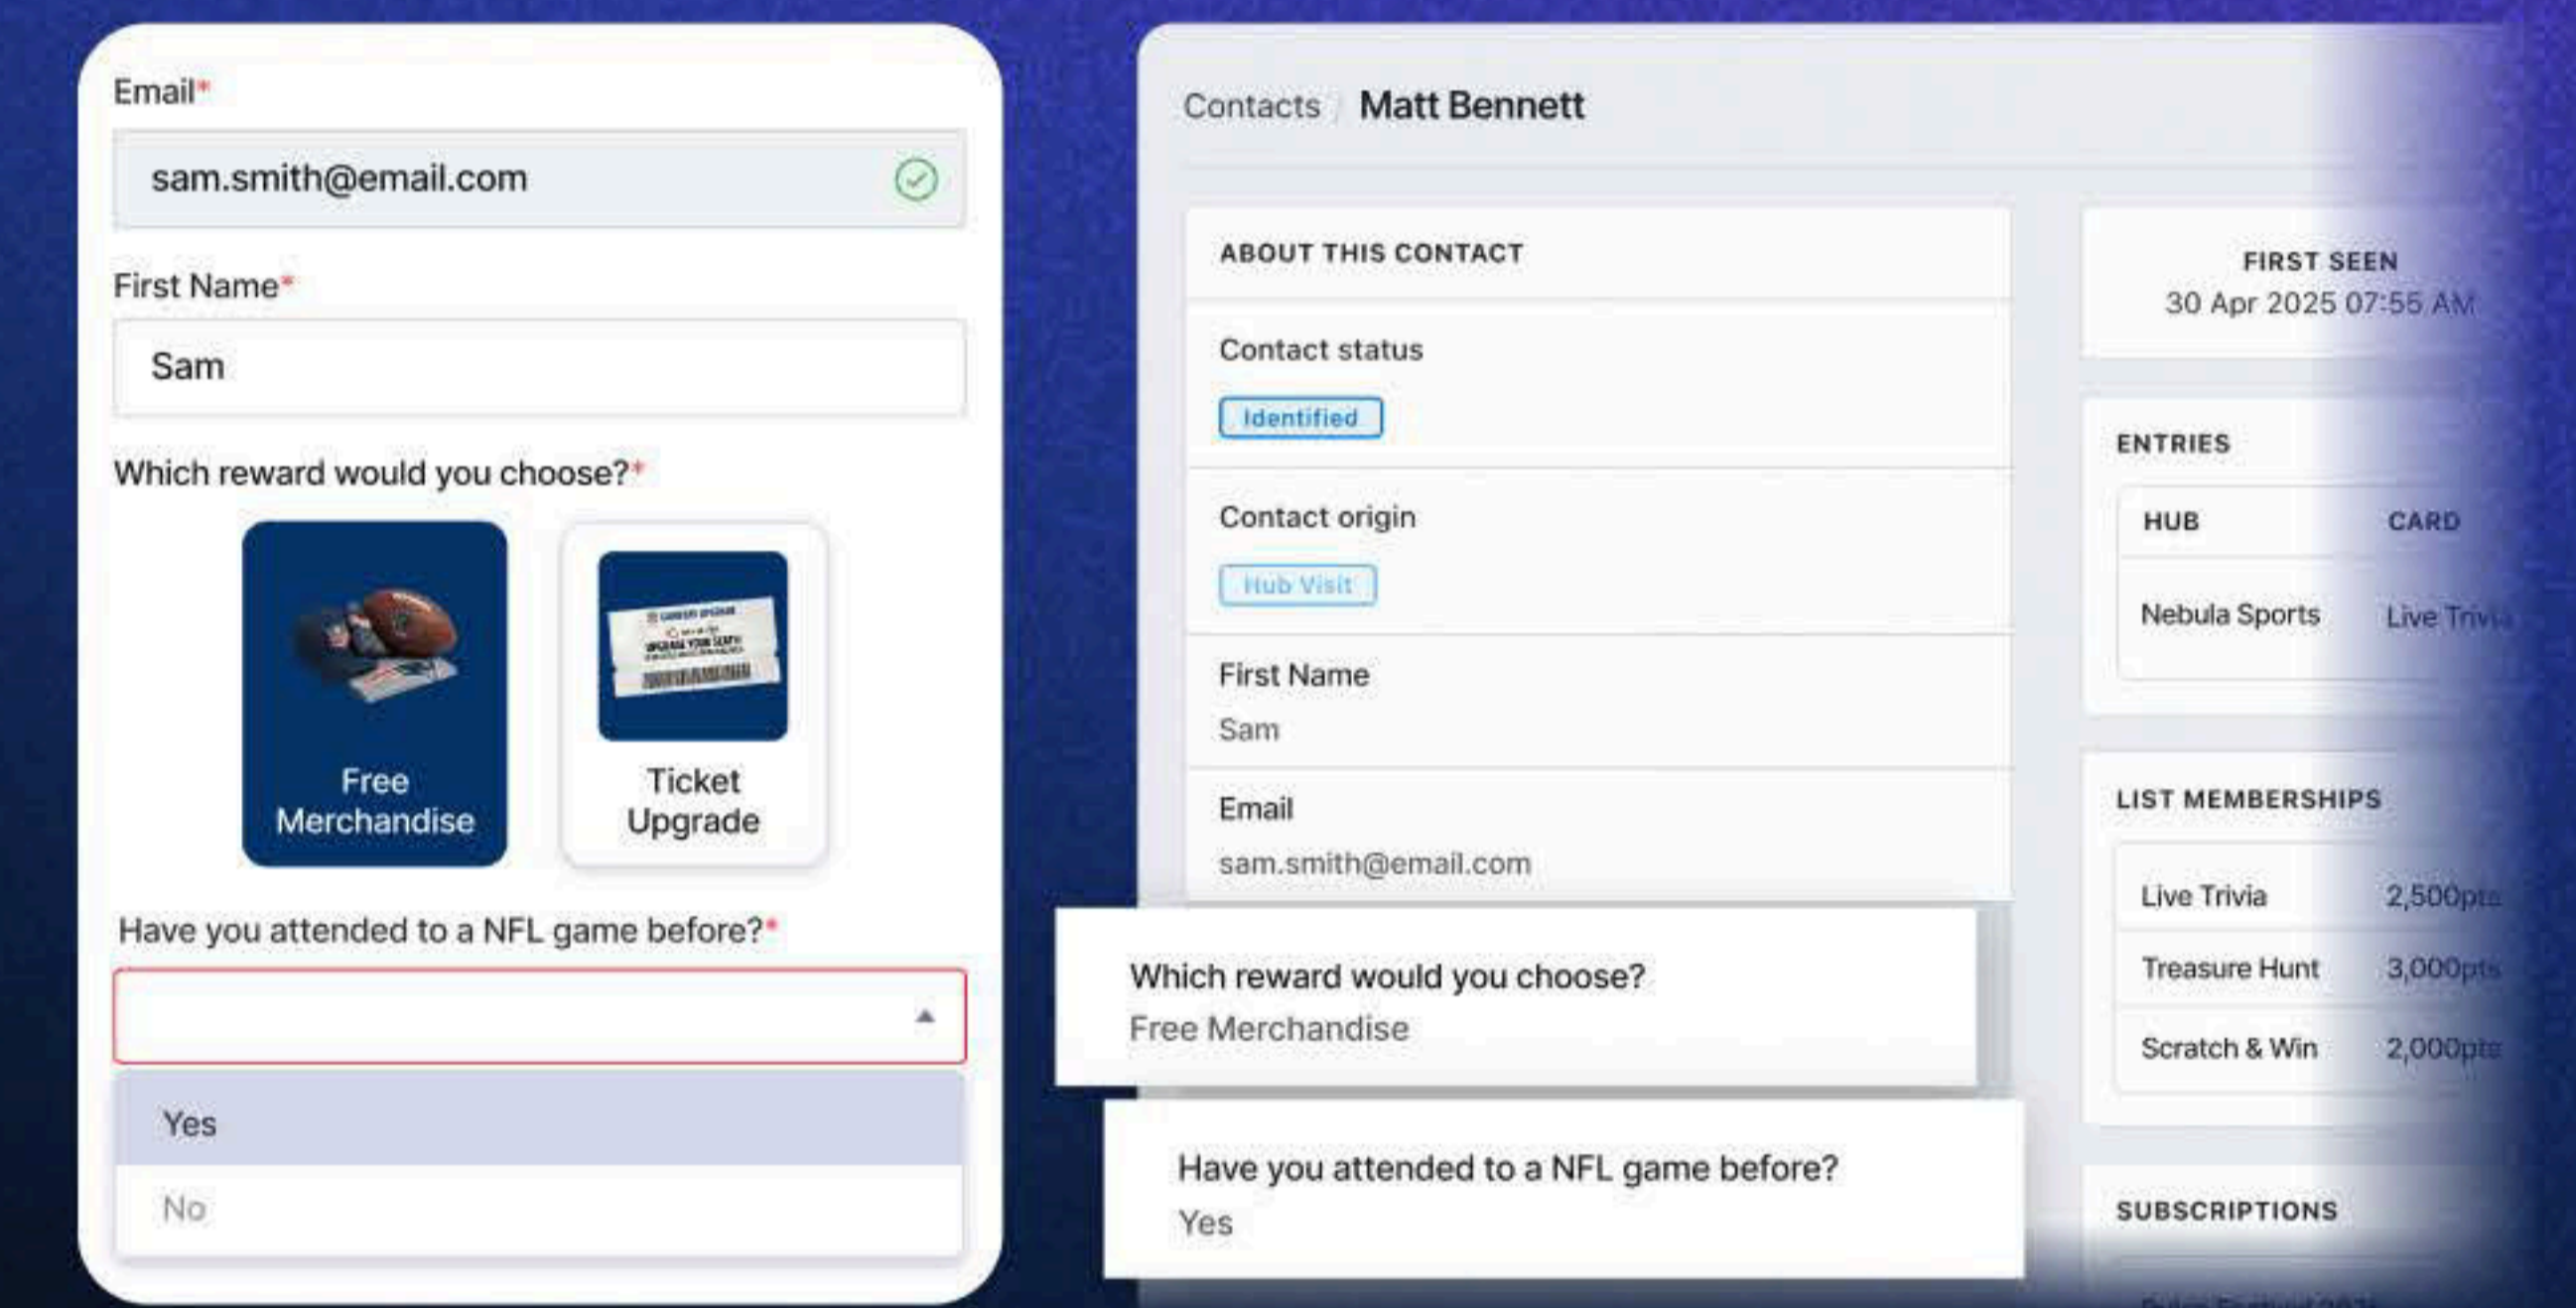 Email*
sam.smith@email.com
First Name*
Sam
Which reward would you choose?*
Free
Merchandise
Ticket
Upgrade
UPGRADE YOUR SEATS
Have you attended to a NFL game before?*
Yes
No
Contacts / Matt Bennett
ABOUT THIS CONTACT
Contact status
Identified
Contact origin
Hub Visit
First Name
Sam
Email
sam.smith@email.com
Which reward would you choose?
Free Merchandise
Have you attended to a NFL game before?
Yes
FIRST SEEN
30 Apr 2025 07:55 AM
ENTRIES
HUB CARD
Nebula Sports Live Trivia
LIST MEMBERSHIPS
Live Trivia 2,500pts
Treasure Hunt 3,000pts
Scratch & Win 2,000pts
SUBSCRIPTIONS